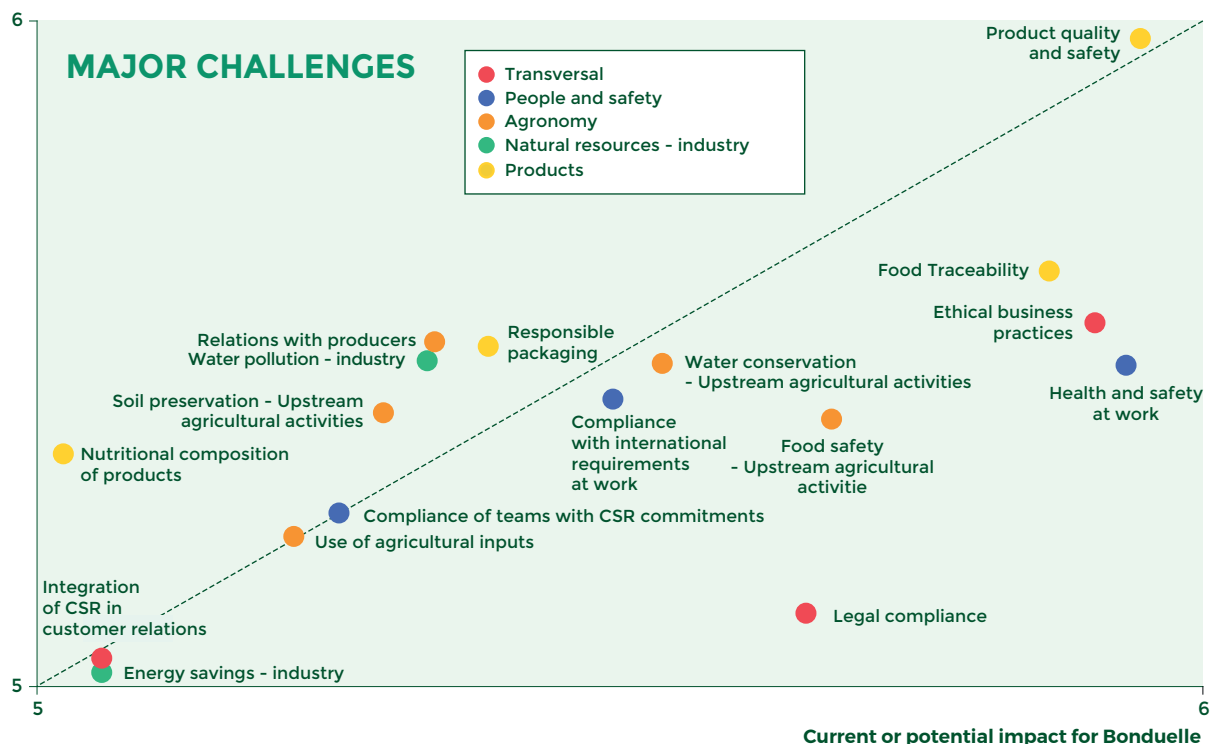 6
MAJOR CHALLENGES
Transversal
People and safety
Agronomy
Natural resources - industry
Products
Product quality
and safety
Food Traceability
Ethical business
practices
Relations with producers
Water pollution - industry
Responsible
packaging
Water conservation
- Upstream agricultural activities
Health and safety
at work
Soil preservation - Upstream
agricultural activities
Compliance
with international
requirements
at work
Food safety
- Upstream agricultural
activitie
Nutritional composition
of products
Compliance of teams with CSR commitments
Use of agricultural inputs
Integration
of CSR in
customer relations
Legal compliance
Energy savings - industry
5
5
6
Current or potential impact for Bonduelle